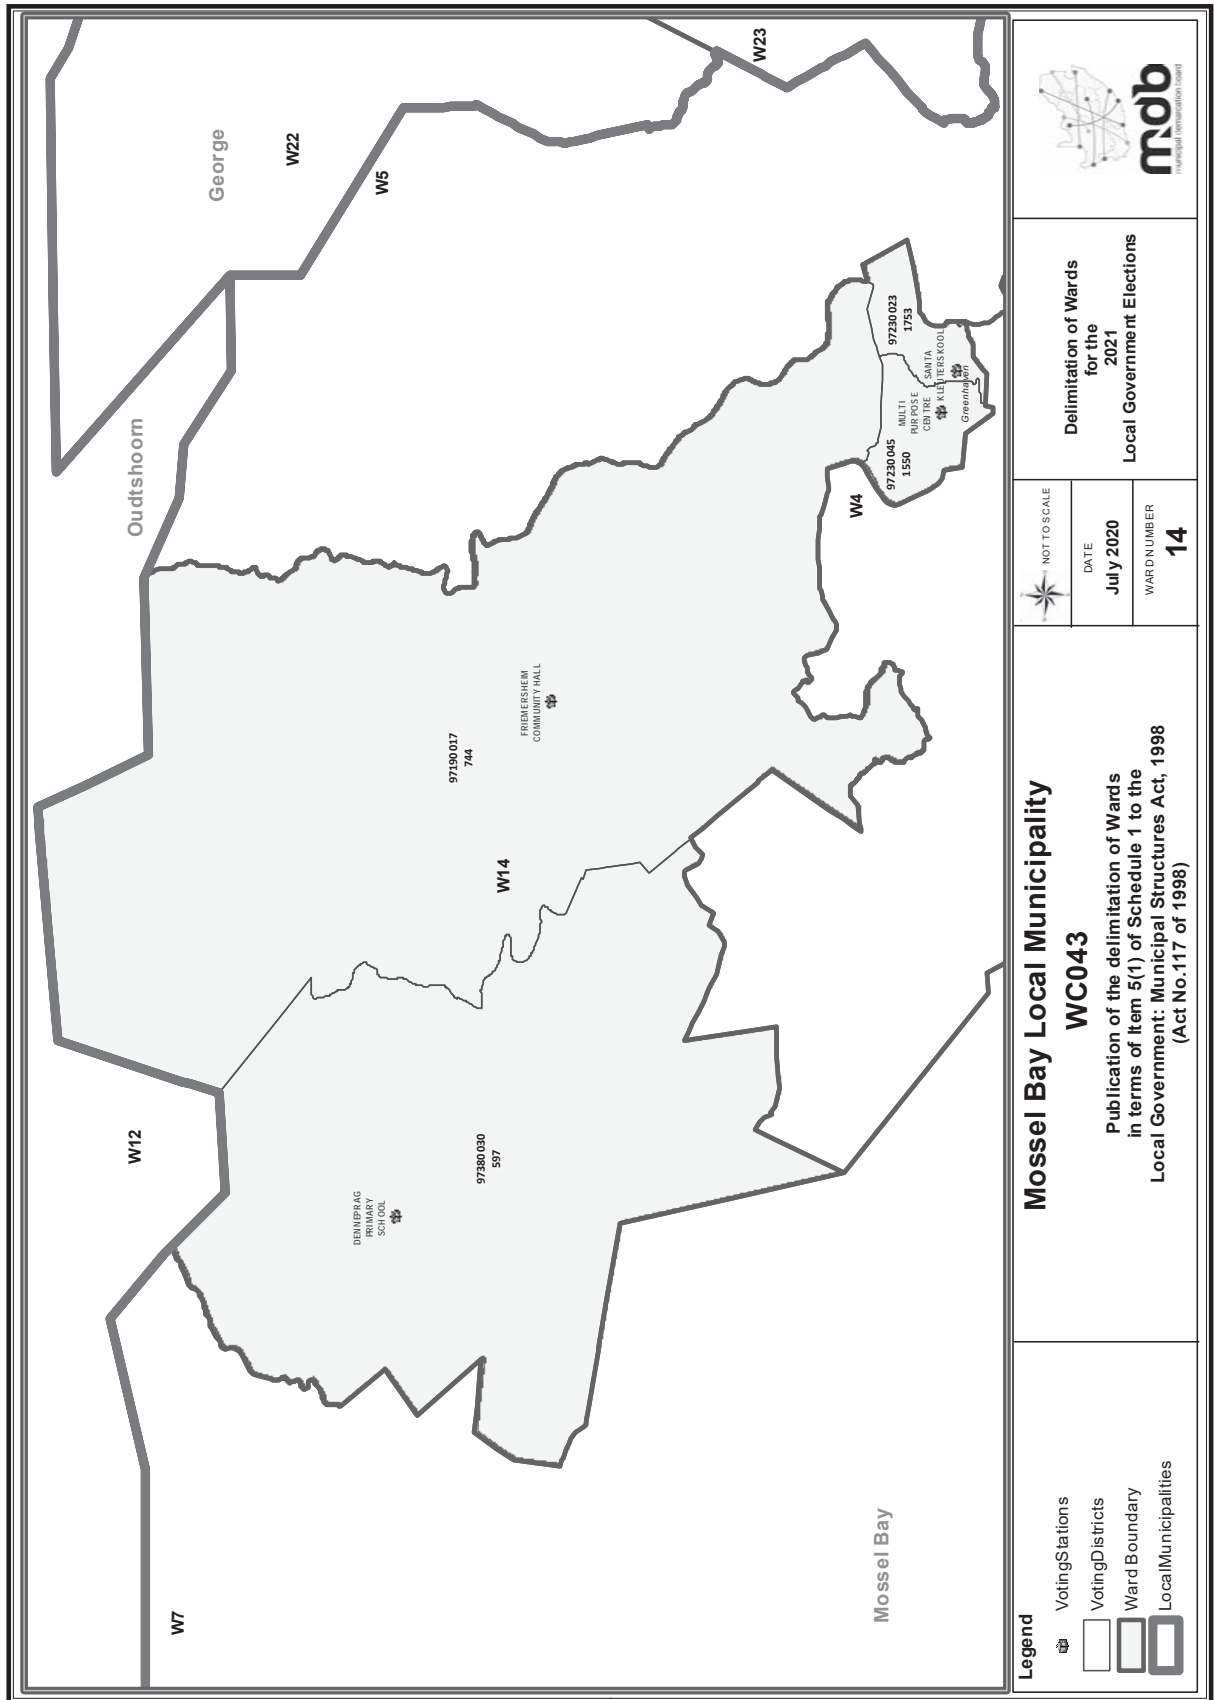 W7
W12
Oudtshoorn
George
W22
W5
W23
DENNEPRAG
PRIMARY
SCHOOL
97380030
597
W14
97190017
744
FRIEMERSHEIM
COMMUNITY HALL
W4
97230045
1550
MULTI
PURPOSE
CENTRE
SANTA
KLEUTERSKOOL
97230023
1753
Greenhaven
Mossel Bay
Legend
VotingStations
VotingDistricts
Ward Boundary
LocalMunicipalities
Mossel Bay Local Municipality
WC043
Publication of the delimitation of Wards
in terms of Item 5(1) of Schedule 1 to the
Local Government: Municipal Structures Act, 1998
(Act No.117 of 1998)
NOT TO SCALE
DATE
July 2020
WARD NUMBER
14
Delimitation of Wards
for the
2021
Local Government Elections
mdb
municipal demarcation board